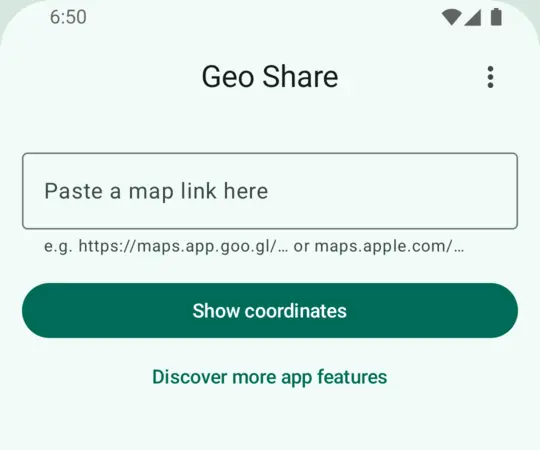 6:50
Geo Share
Paste a map link here
e.g. https://maps.app.goo.gl/… or maps.apple.com/…
Show coordinates
Discover more app features